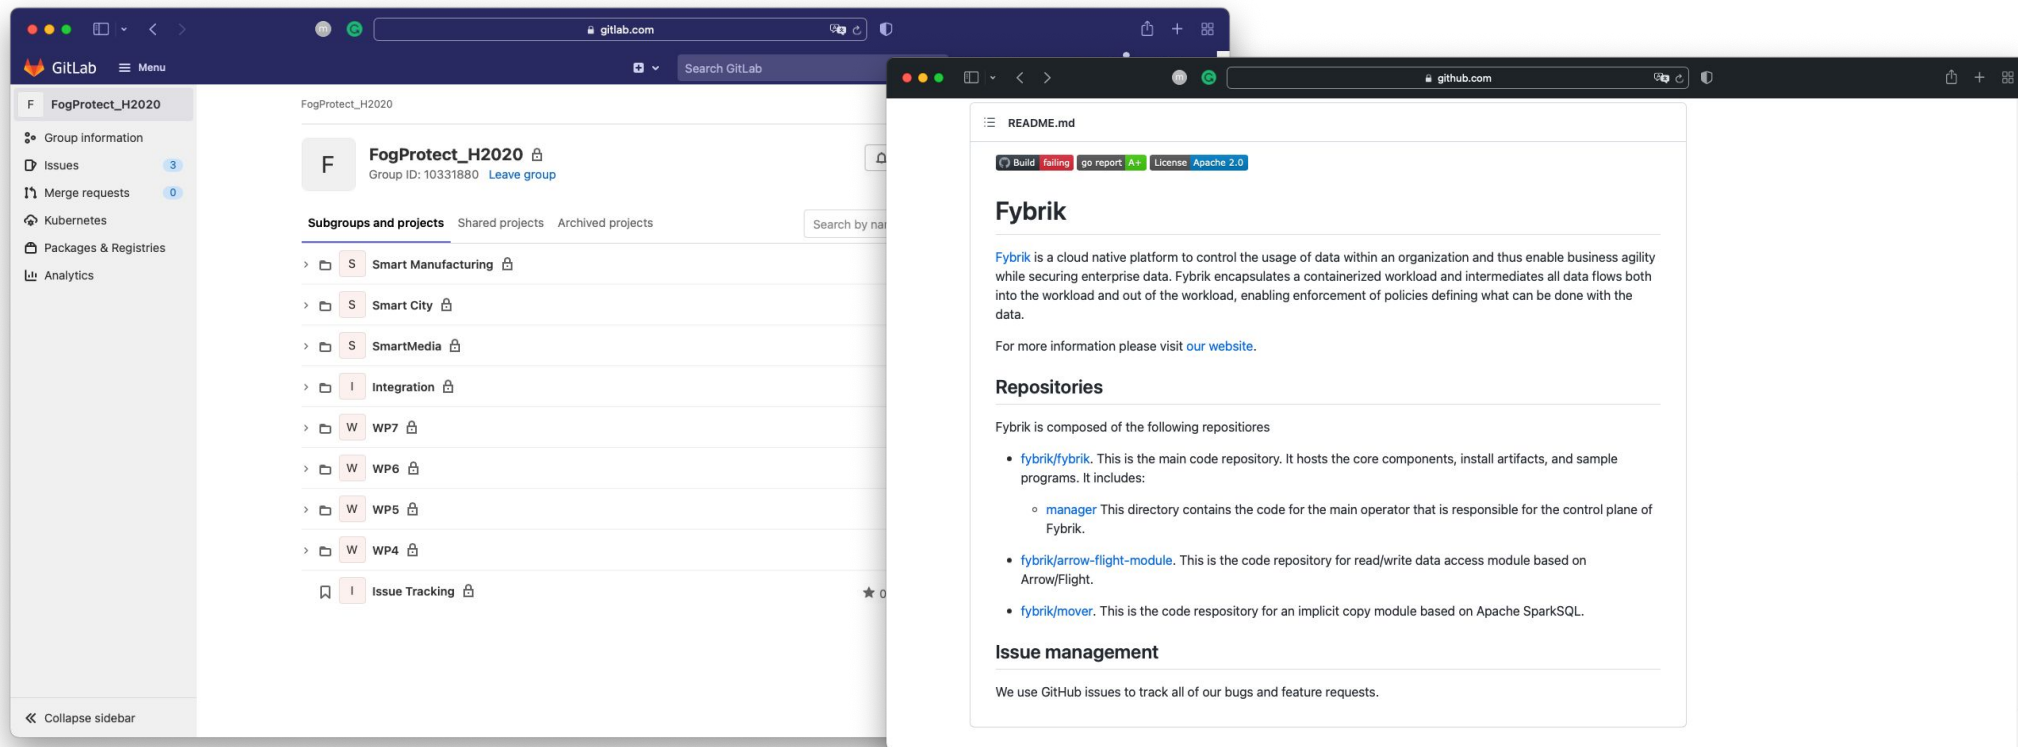 gitlab.com
GitLab
Menu
Search GitLab
F FogProtect_H2020
Group information
Issues 3
Merge requests 0
Kubernetes
Packages & Registries
Analytics
Collapse sidebar
FogProtect_H2020
F
FogProtect_H2020
Group ID: 10331880 Leave group
Subgroups and projects Shared projects Archived projects
Search by nar
S Smart Manufacturing
S Smart City
S SmartMedia
I Integration
W WP7
W WP6
W WP5
W WP4
I Issue Tracking
0
github.com
README.md
Build failing go report A+ License Apache 2.0
Fybrik
Fybrik is a cloud native platform to control the usage of data within an organization and thus enable business agility
while securing enterprise data. Fybrik encapsulates a containerized workload and intermediates all data flows both
into the workload and out of the workload, enabling enforcement of policies defining what can be done with the
data.
For more information please visit our website.
Repositories
Fybrik is composed of the following repositiores
fybrik/fybrik. This is the main code repository. It hosts the core components, install artifacts, and sample
programs. It includes:
manager This directory contains the code for the main operator that is responsible for the control plane of
Fybrik.
fybrik/arrow-flight-module. This is the code repository for read/write data access module based on
Arrow/Flight.
fybrik/mover. This is the code respository for an implicit copy module based on Apache SparkSQL.
Issue management
We use GitHub issues to track all of our bugs and feature requests.